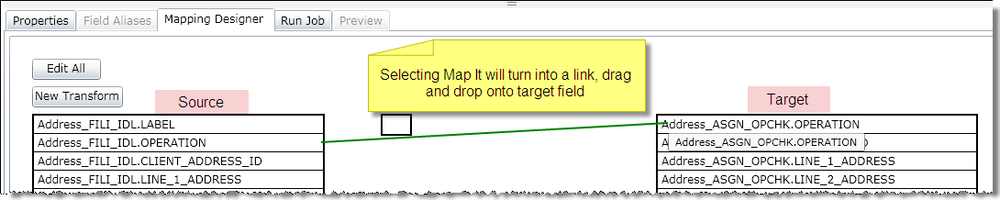 Properties Field Aliases Mapping Designer Run Job Preview
Edit All
Selecting Map It will turn into a link, drag
and drop onto target field
New Transform
Source
Target
Address_FILI_IDL.LABEL
Address_FILI_IDL.OPERATION
Address_FILI_IDL.CLIENT_ADDRESS_ID
Address_FILI_IDL.LINE_1_ADDRESS
Address_ASGN_OPCHK.OPERATION
Address_ASGN_OPCHK.OPERATION
Address_ASGN_OPCHK.LINE_1_ADDRESS
Address_ASGN_OPCHK.LINE_2_ADDRESS